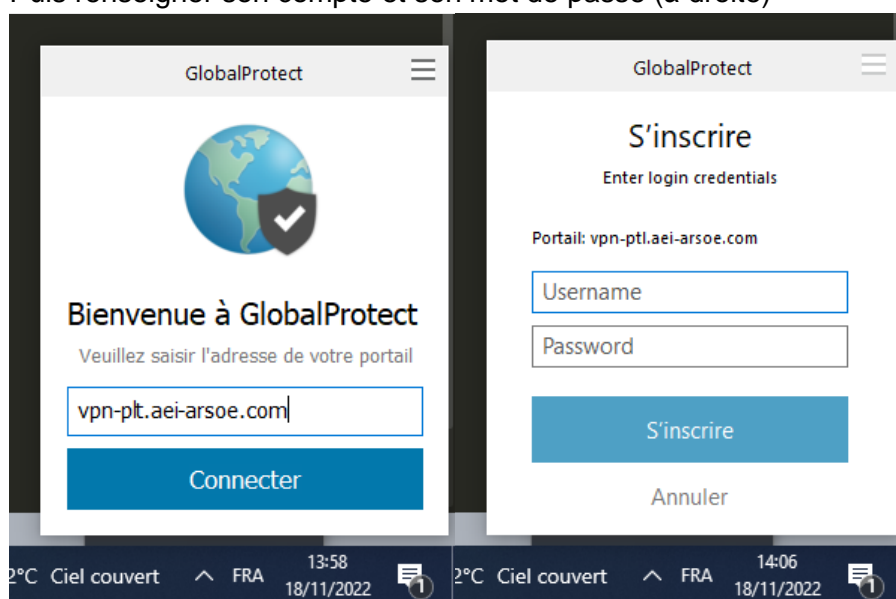 Puis renseigner son compte et son mot de passe (à droite)
GlobalProtect
Bienvenue à GlobalProtect
Veuillez saisir l'adresse de votre portail
vpn-plt.aei-arsoe.com
Connecter
2°C Ciel couvert FRA 13:58
18/11/2022
1
GlobalProtect
S'inscrire
Enter login credentials
Portail: vpn-ptl.aei-arsoe.com
Username
Password
S'inscrire
Annuler
2°C Ciel couvert FRA 14:06
18/11/2022
1